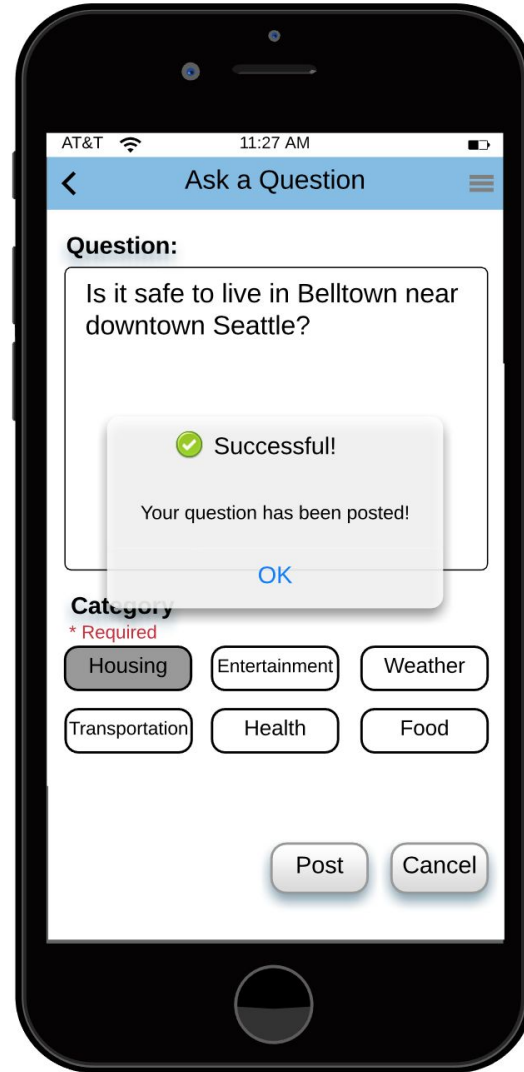 AT&T 11:27 AM
Ask a Question
Question:
Is it safe to live in Belltown near
downtown Seattle?
Successful!
Your question has been posted!
OK
Category
* Required
Housing Entertainment Weather
Transportation Health Food
Post Cancel